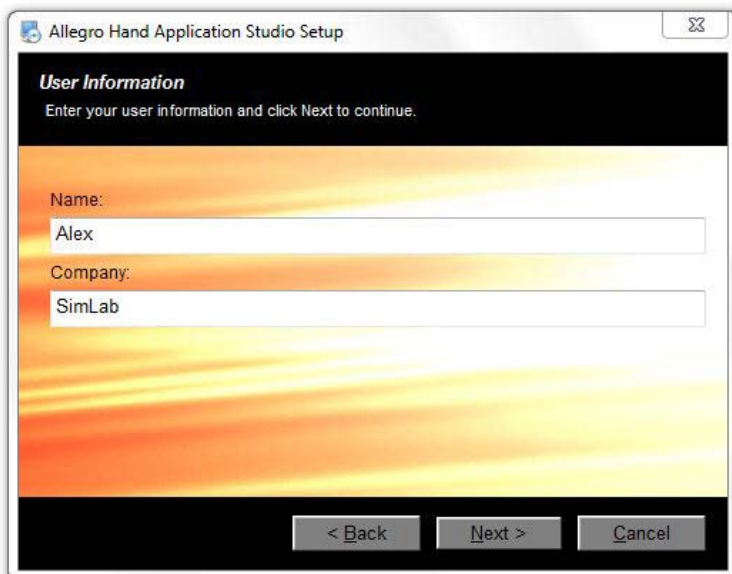 Allegro Hand Application Studio Setup
User Information
Enter your user information and click Next to continue.
Name:
Alex
Company:
SimLab
< Back Next > Cancel